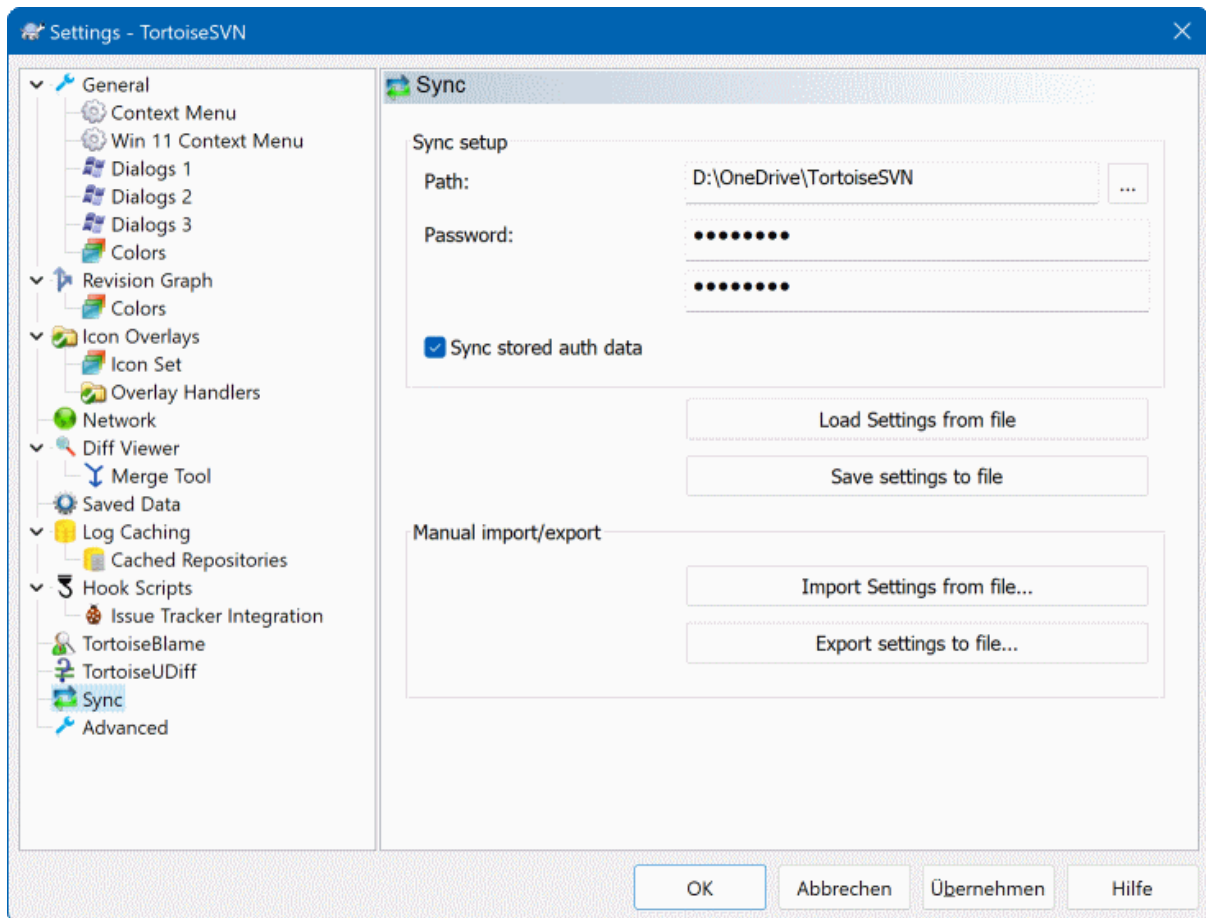 Settings - TortoiseSVN
General
Context Menu
Win 11 Context Menu
Dialogs 1
Dialogs 2
Dialogs 3
Colors
Revision Graph
Colors
Icon Overlays
Icon Set
Overlay Handlers
Network
Diff Viewer
Merge Tool
Saved Data
Log Caching
Cached Repositories
Hook Scripts
Issue Tracker Integration
TortoiseBlame
TortoiseUDiff
Sync
Advanced
Sync
Sync setup
Path: D:\OneDrive\TortoiseSVN ...
Password: ●●●●●●●●
●●●●●●●●
Sync stored auth data
Load Settings from file
Save settings to file
Manual import/export
Import Settings from file...
Export settings to file...
OK Abbrechen Übernehmen Hilfe